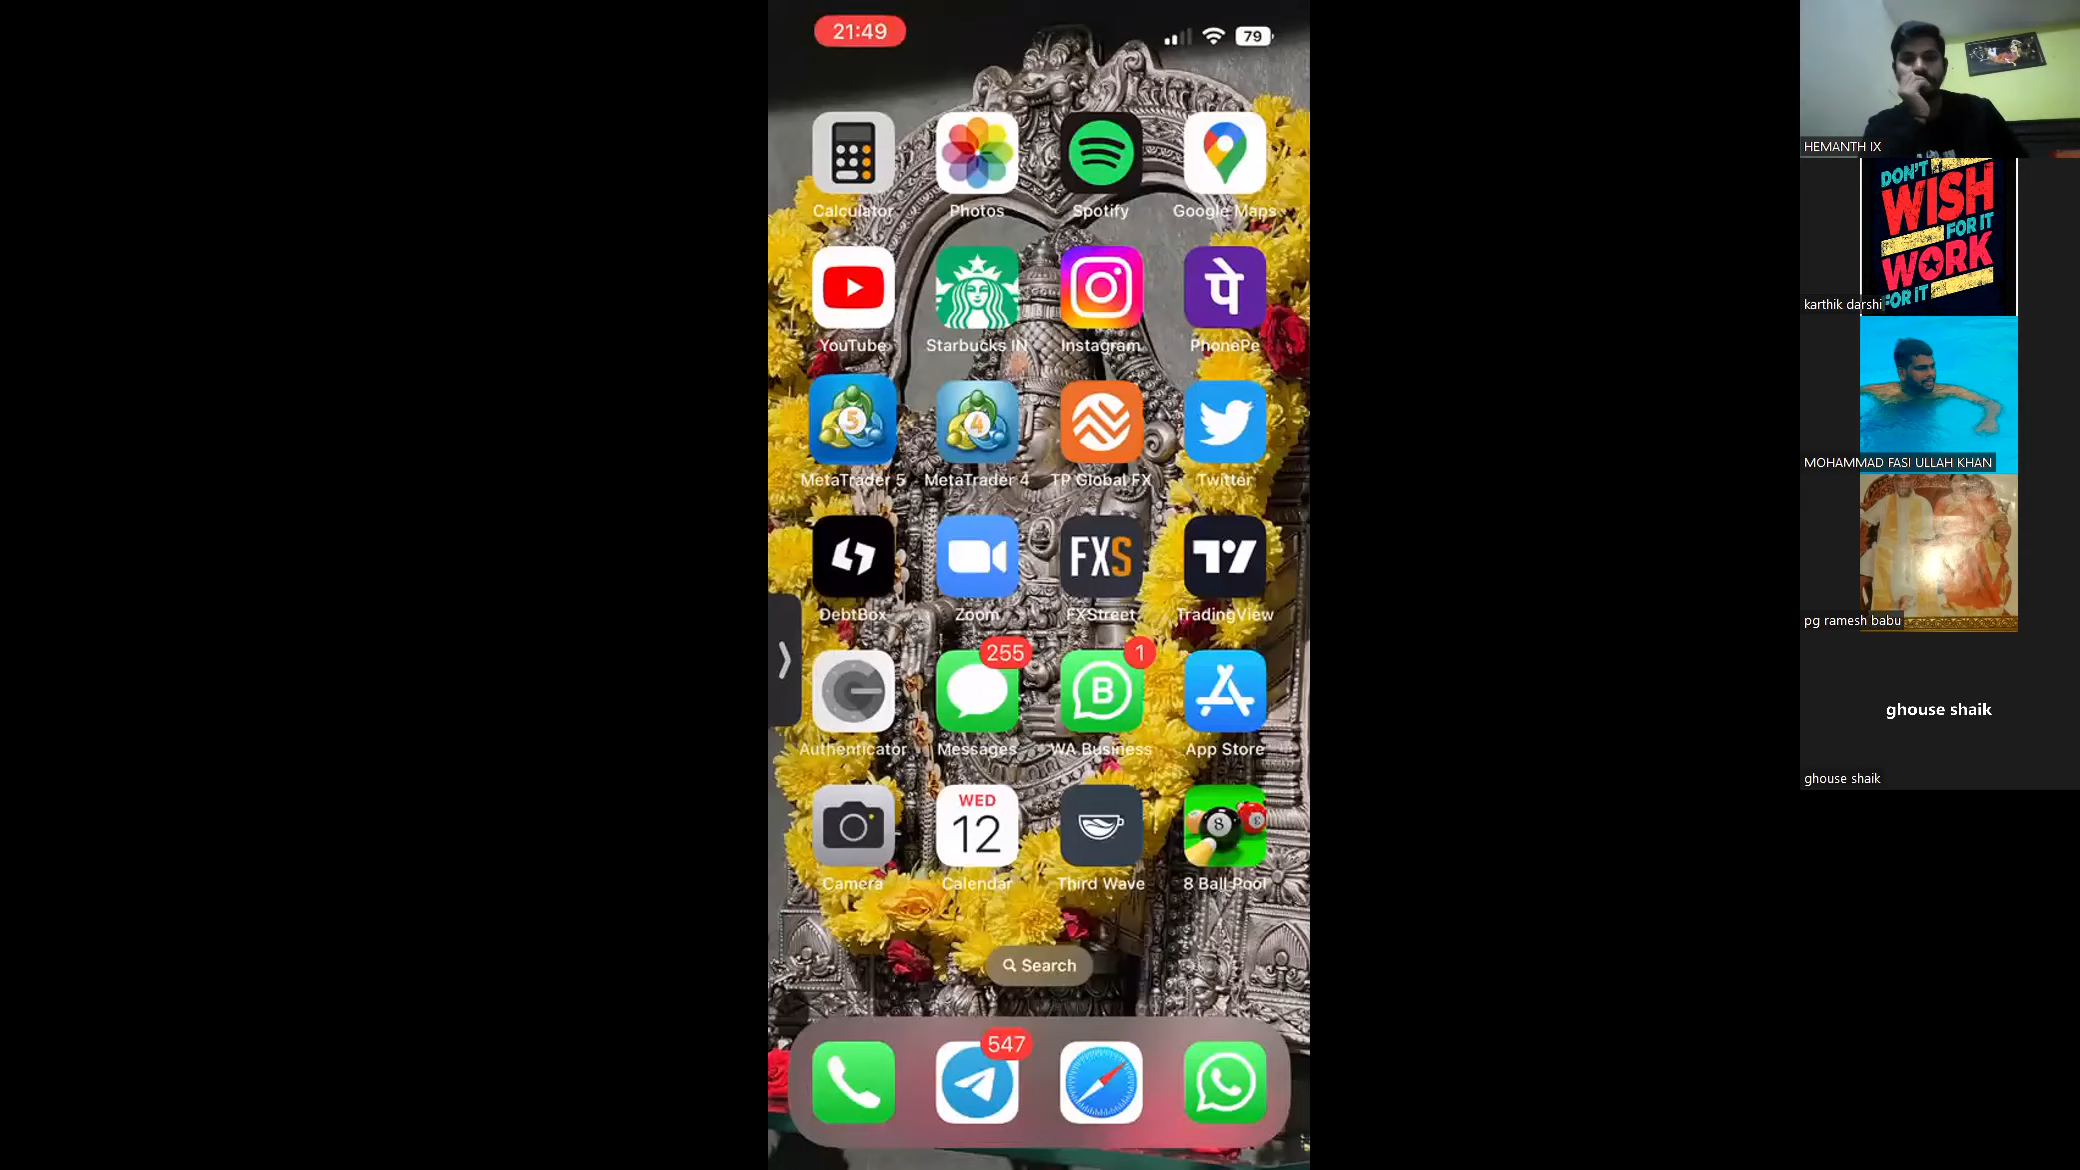 21:49
79
Calculator
Photos
Spotify
Google Maps
YouTube
Starbucks IN
Instagram
पे
PhonePe
5
4
MetaTrader 5
MetaTrader 4
TP Global FX
Twitter
FXS
DebtBox
Zoom
FXStreet
TradingView
255
1
B
Authenticator
Messages
WA Business
App Store
WED
12
8
Camera
Calendar
Third Wave
8 Ball Pool
Search
547
HEMANTH IX
DON'T
WISH
FOR IT
WORK
FOR IT
karthik darshi
MOHAMMAD FASI ULLAH KHAN
pg ramesh babu
ghouse shaik
ghouse shaik